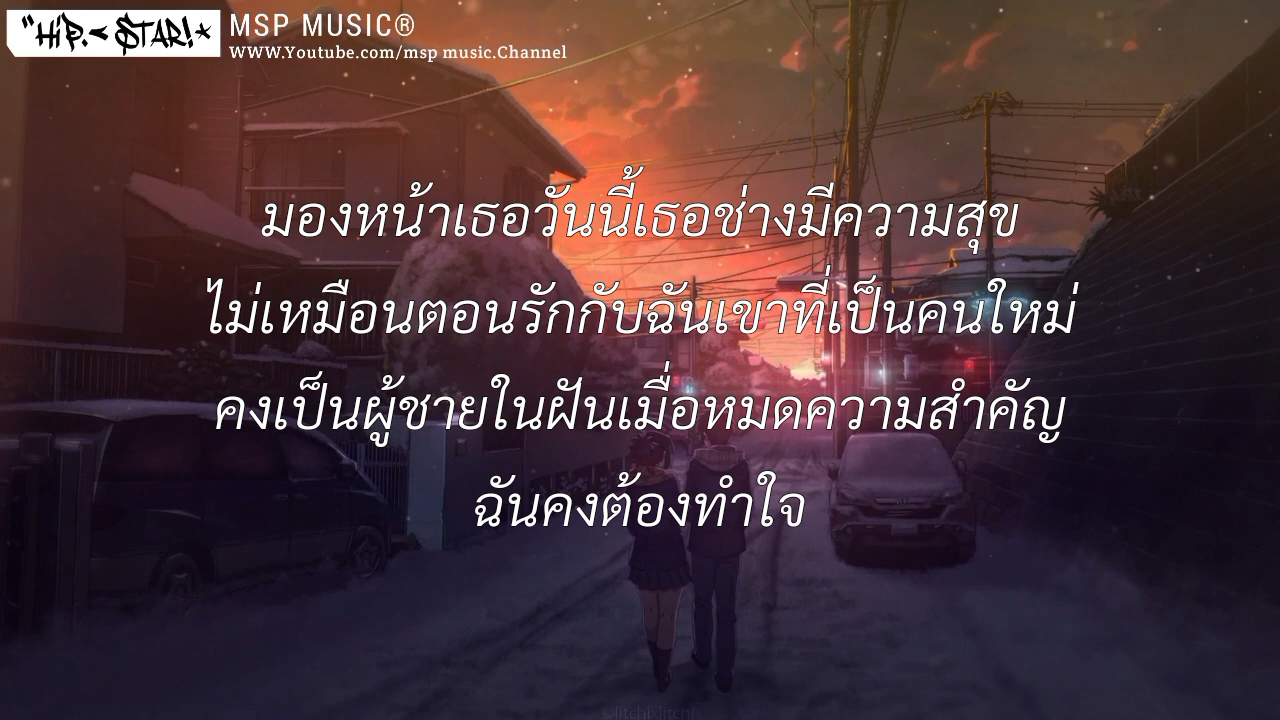 "HiP.< $TAR!★
MSP MUSIC®
WWW.Youtube.com/msp music.Channel
มองหน้าเธอวันนี้เธอช่างมีความสุข
ไม่เหมือนตอนรักกับฉันเขาที่เป็นคนใหม่
คงเป็นผู้ชายในฝันเมื่อหมดความสำคัญ
ฉันคงต้องทำใจ
©litchixlitchi